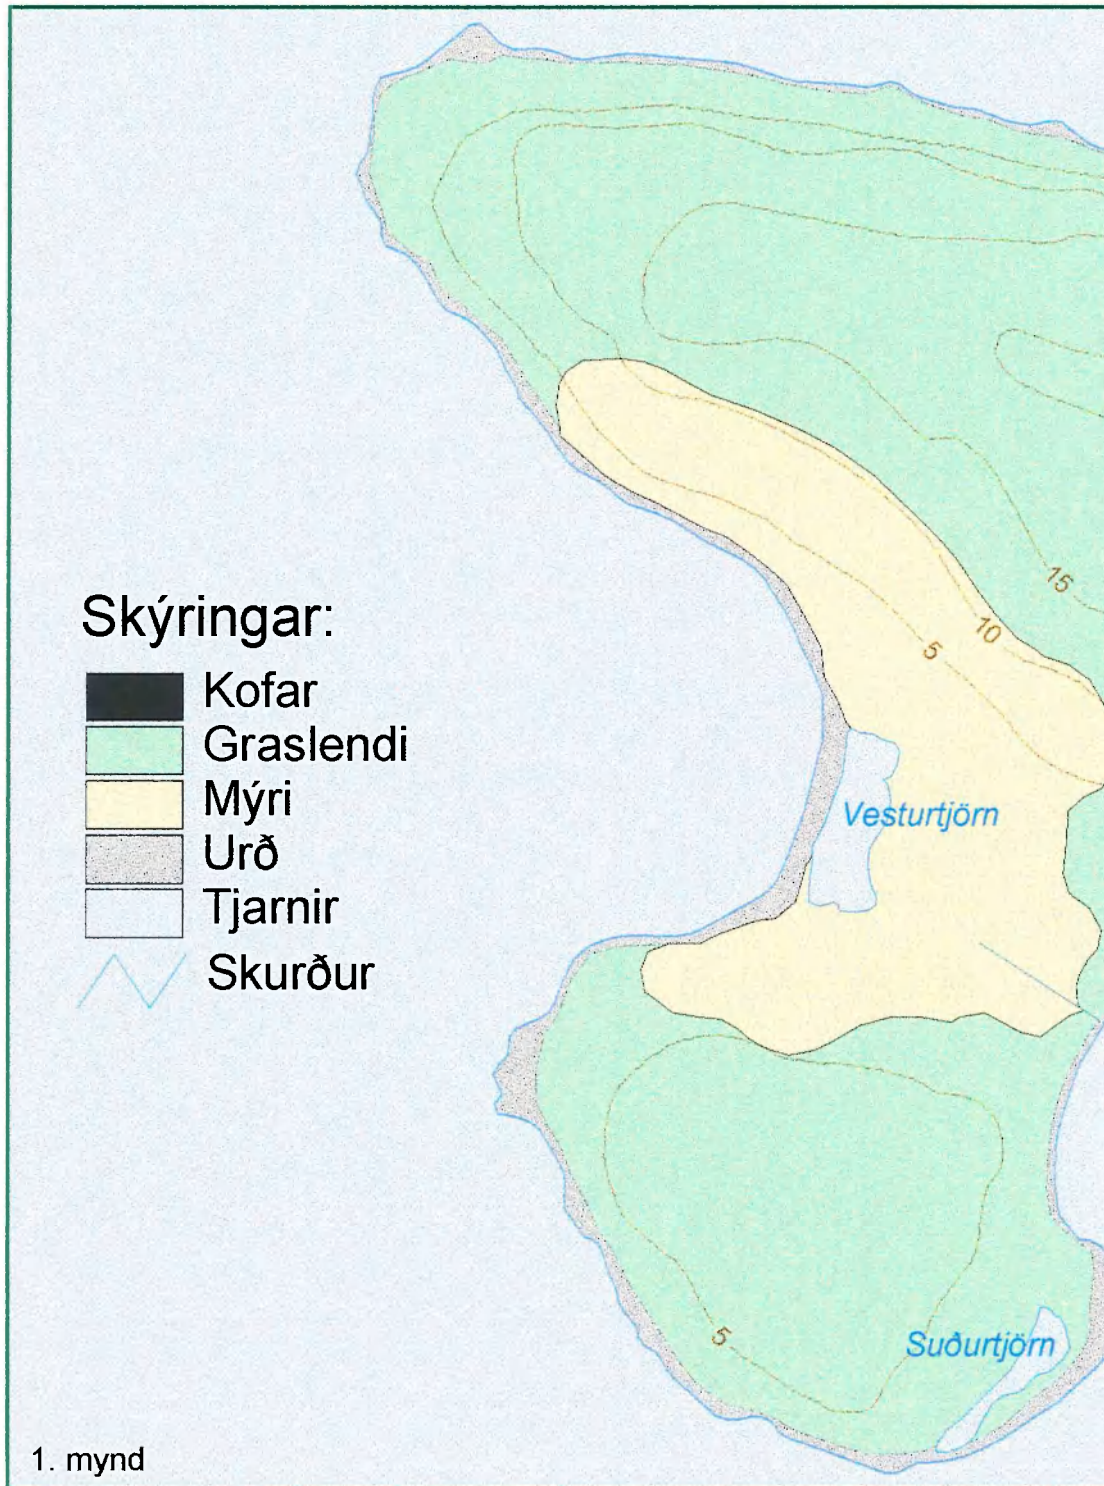 15
10
5
Skýringar:
Kofar
Graslendi
Mýri
Urð
Tjarnir
Skurður
Vesturtjörn
5
Suðurtjörn
1. mynd